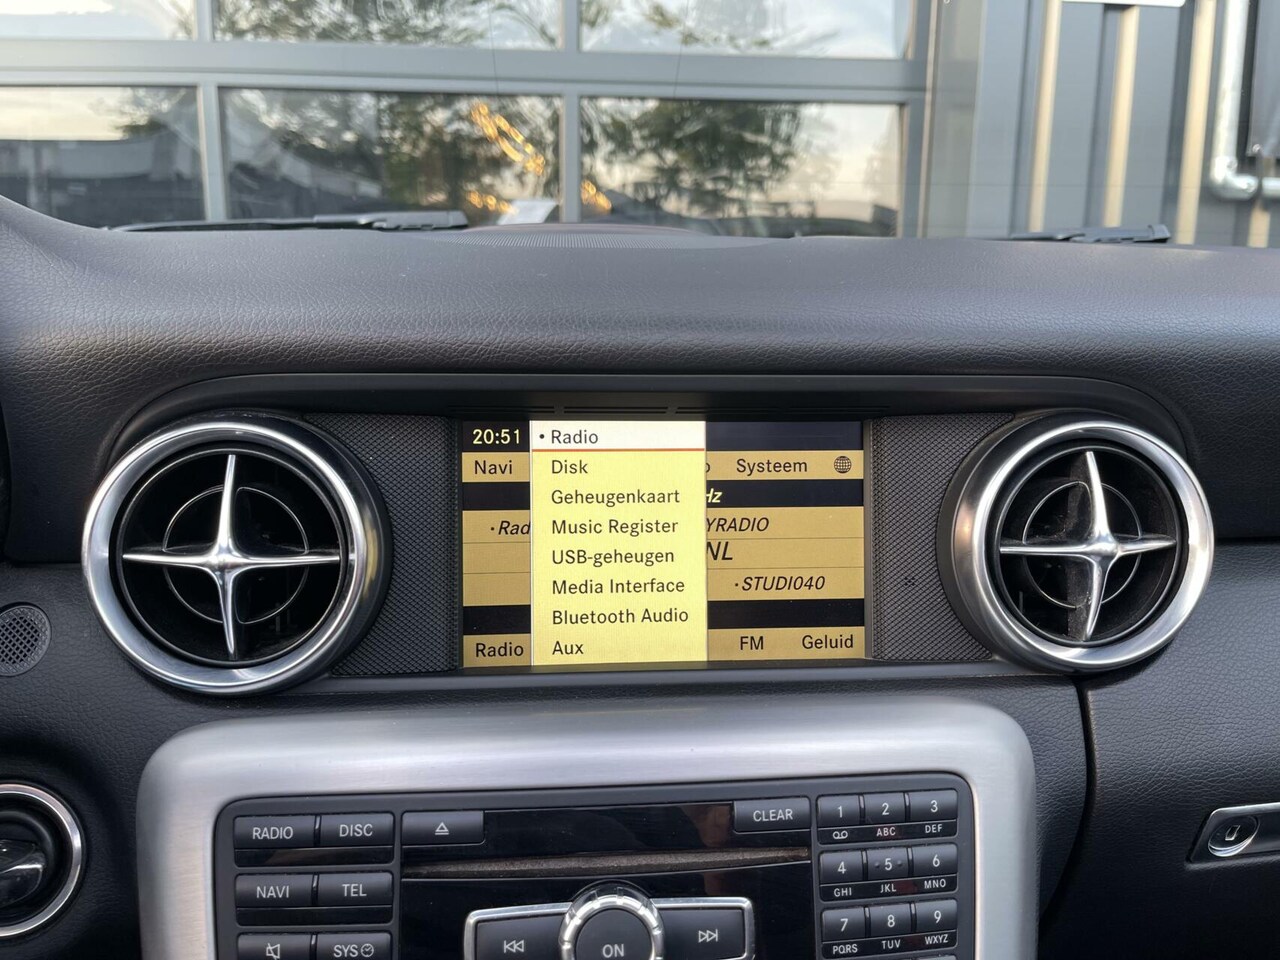 20:51
• Radio
Navi
Disk
Systeem
Geheugenkaart
Hz
• Rad
Music Register
YRADIO
USB-geheugen
NL
Media Interface
•STUDIO40
Bluetooth Audio
Radio
Aux
FM
Geluid
RADIO
DISC
CLEAR
1
2
ABC
3
DEF
4
GHI
5
JKL
6
MNO
NAVI
TEL
7
PQRS
8
TUV
9
WXYZ
SYS
ON